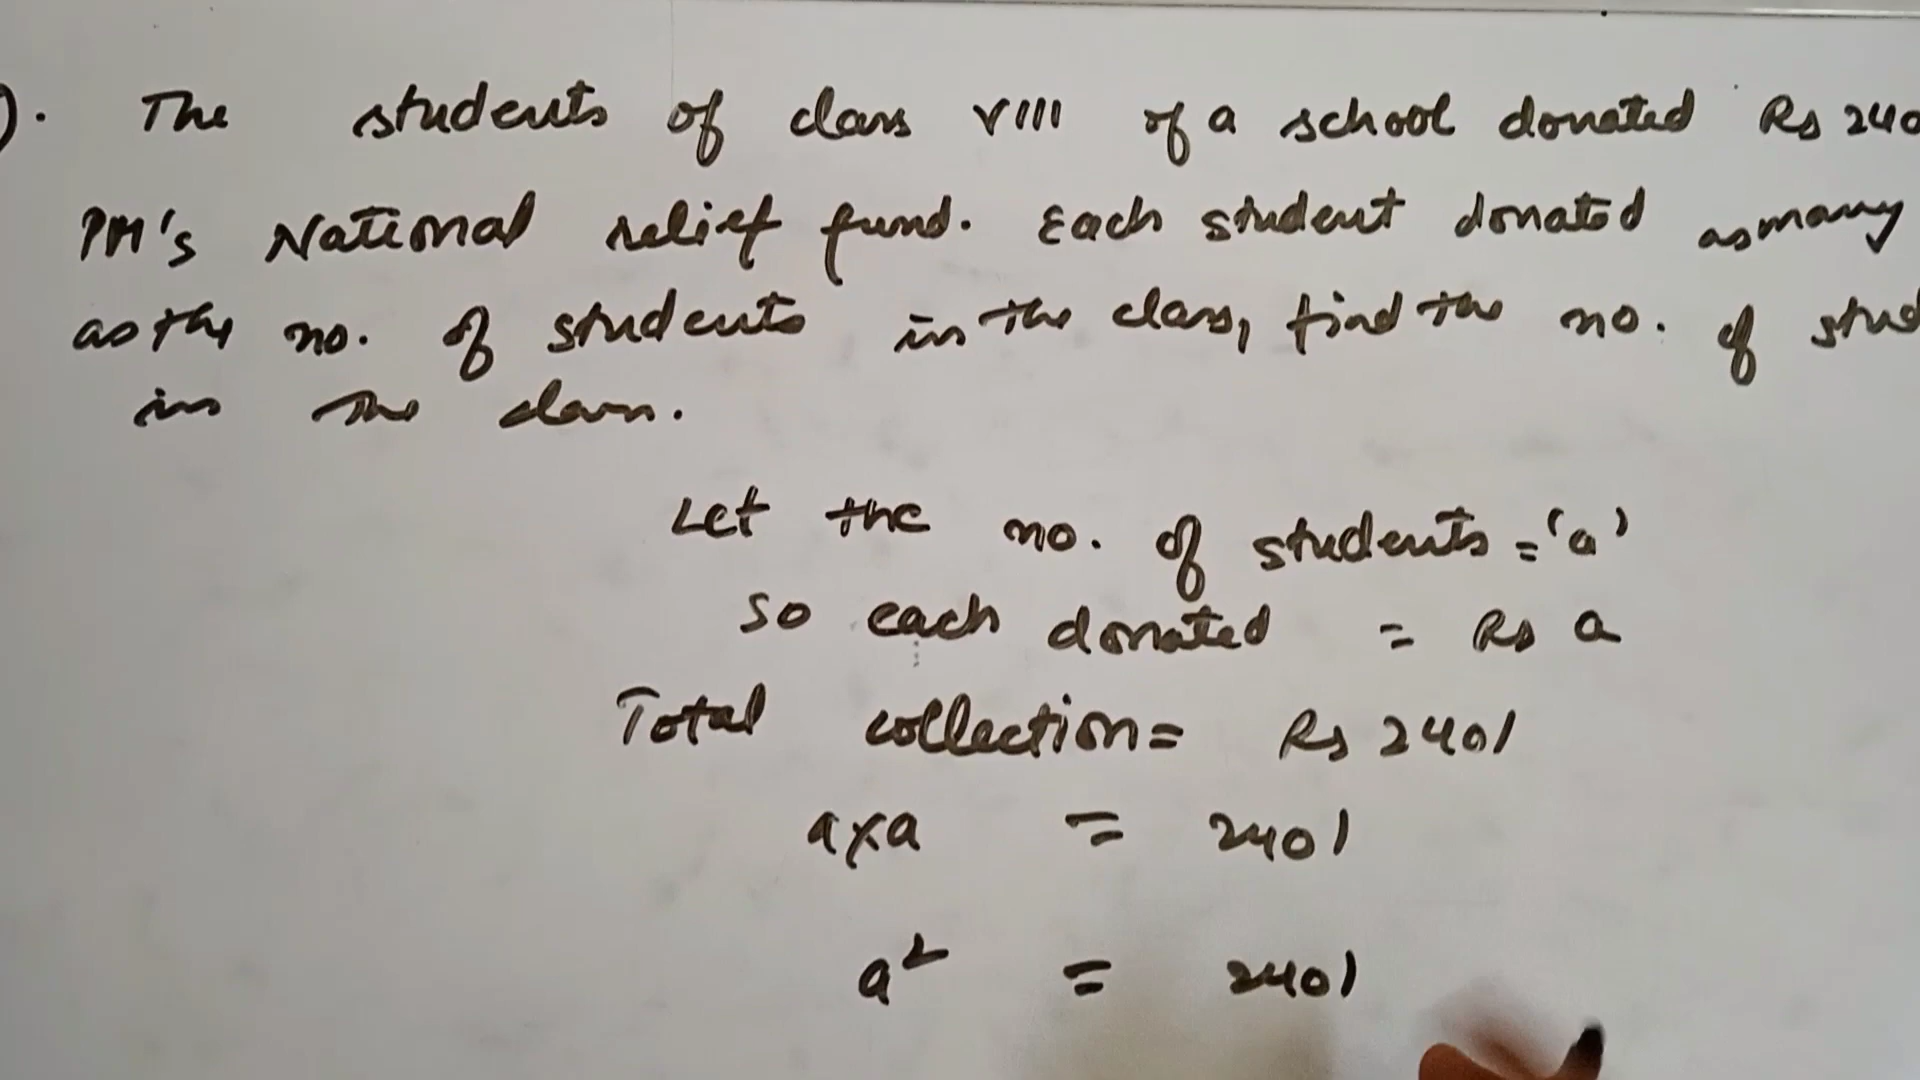 ). The students of class VIII of a school donated Rs 240
PM's National relief fund. Each student donated as many
as the no. of students in the class, find the no. of stud
in the class.
Let the no. of students = 'a'
so each donated = Rs a
Total collection = Rs 2401
a x a = 2401
a² = 2401